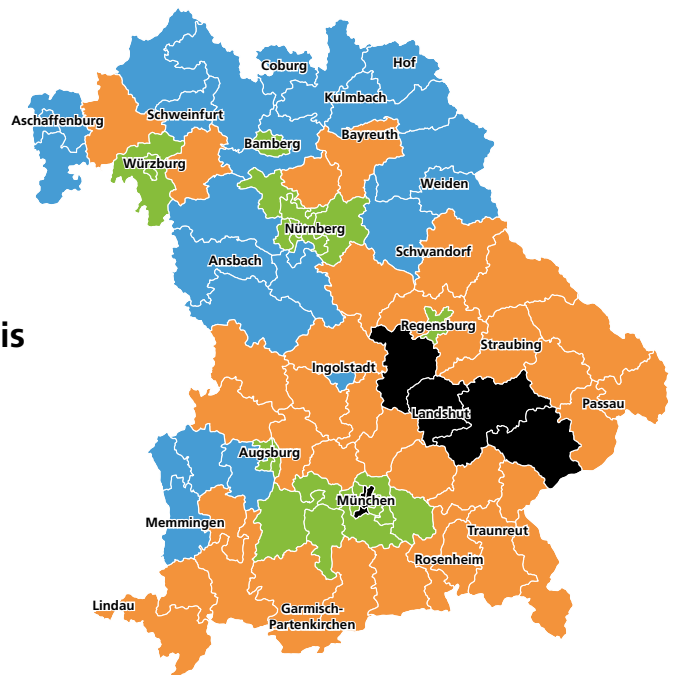 Coburg
Hof
Kulmbach
Aschaffenburg
Schweinfurt
Bayreuth
Bamberg
Würzburg
Weiden
Nürnberg
Schwandorf
Ansbach
Regensburg
is
Straubing
Ingolstadt
Passau
Landshut
Augsburg
München
Memmingen
Traunreut
Rosenheim
Lindau
Garmisch-
Partenkirchen